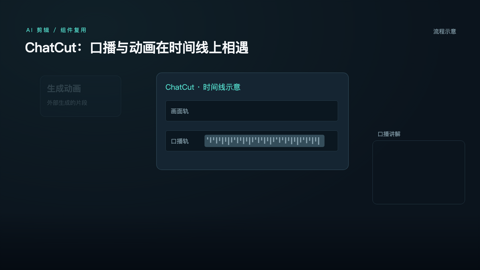 AI 剪辑 / 组件复用
流程示意
ChatCut：口播与动画在时间线上相遇
生成动画
ChatCut · 时间线示意
画面轨
口播轨
口播讲解